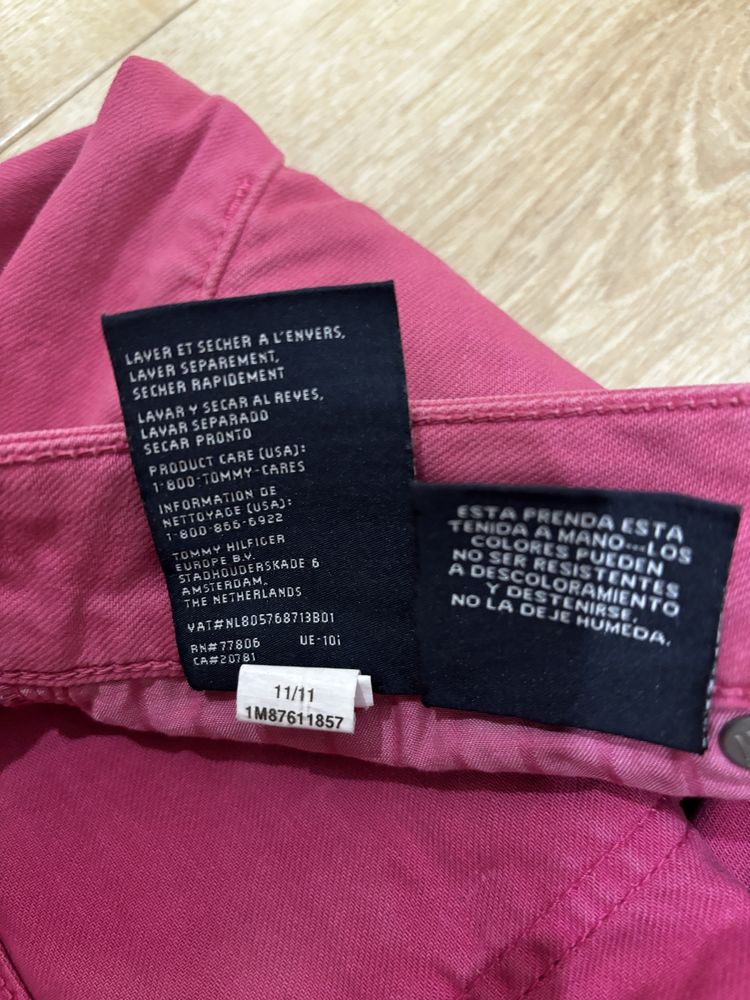 LAVER ET SECHER A L'ENVERS,
LAVER SEPAREMENT,
SECHER RAPIDEMENT
LAVAR Y SECAR AL REVES,
LAVAR SEPARADO
SECAR PRONTO
PRODUCT CARE (USA):
1-800-TOMMY-CARES
INFORMATION DE
NETTOYAGE (USA):
1-800-866-6922
TOMMY HILFIGER
EUROPE B.V.
STADHOUDERSKADE 6
AMSTERDAM,
THE NETHERLANDS
VAT#NL805768713B01
RN#77806 UE-10i
CA#20781
11/11
1M87611857
ESTA PRENDA ESTA
TENIDA A MANO...LOS
COLORES PUEDEN
NO SER RESISTENTES
A DESCOLORAMIENTO
Y DESTENIRSE.
NO LA DEJE HUMEDA.